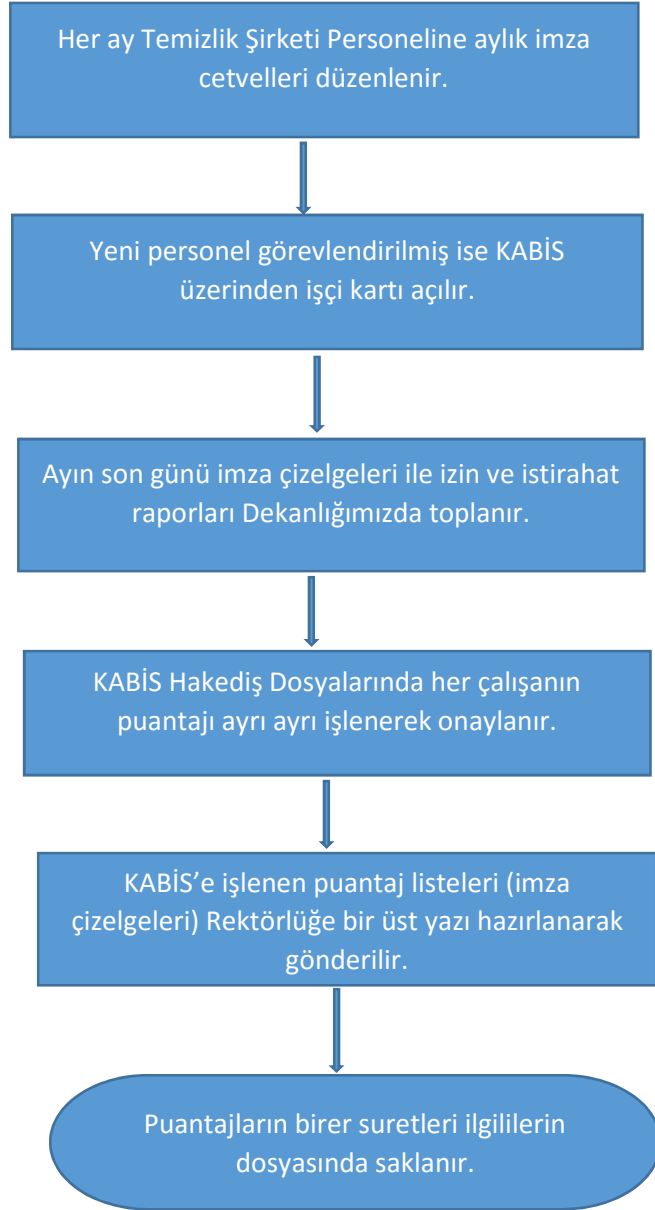 Her ay Temizlik Şirketi Personeline aylık imza
cetvelleri düzenlenir.
Yeni personel görevlendirilmiş ise KABİS
üzerinden işçi kartı açılır.
Ayın son günü imza çizelgeleri ile izin ve istirahat
raporları Dekanlığımızda toplanır.
KABİS Hakediş Dosyalarında her çalışanın
puantajı ayrı ayrı işlenerek onaylanır.
KABİS’e işlenen puantaj listeleri (imza
çizelgeleri) Rektörlüğe bir üst yazı hazırlanarak
gönderilir.
Puantajların birer suretleri ilgililerin
dosyasında saklanır.